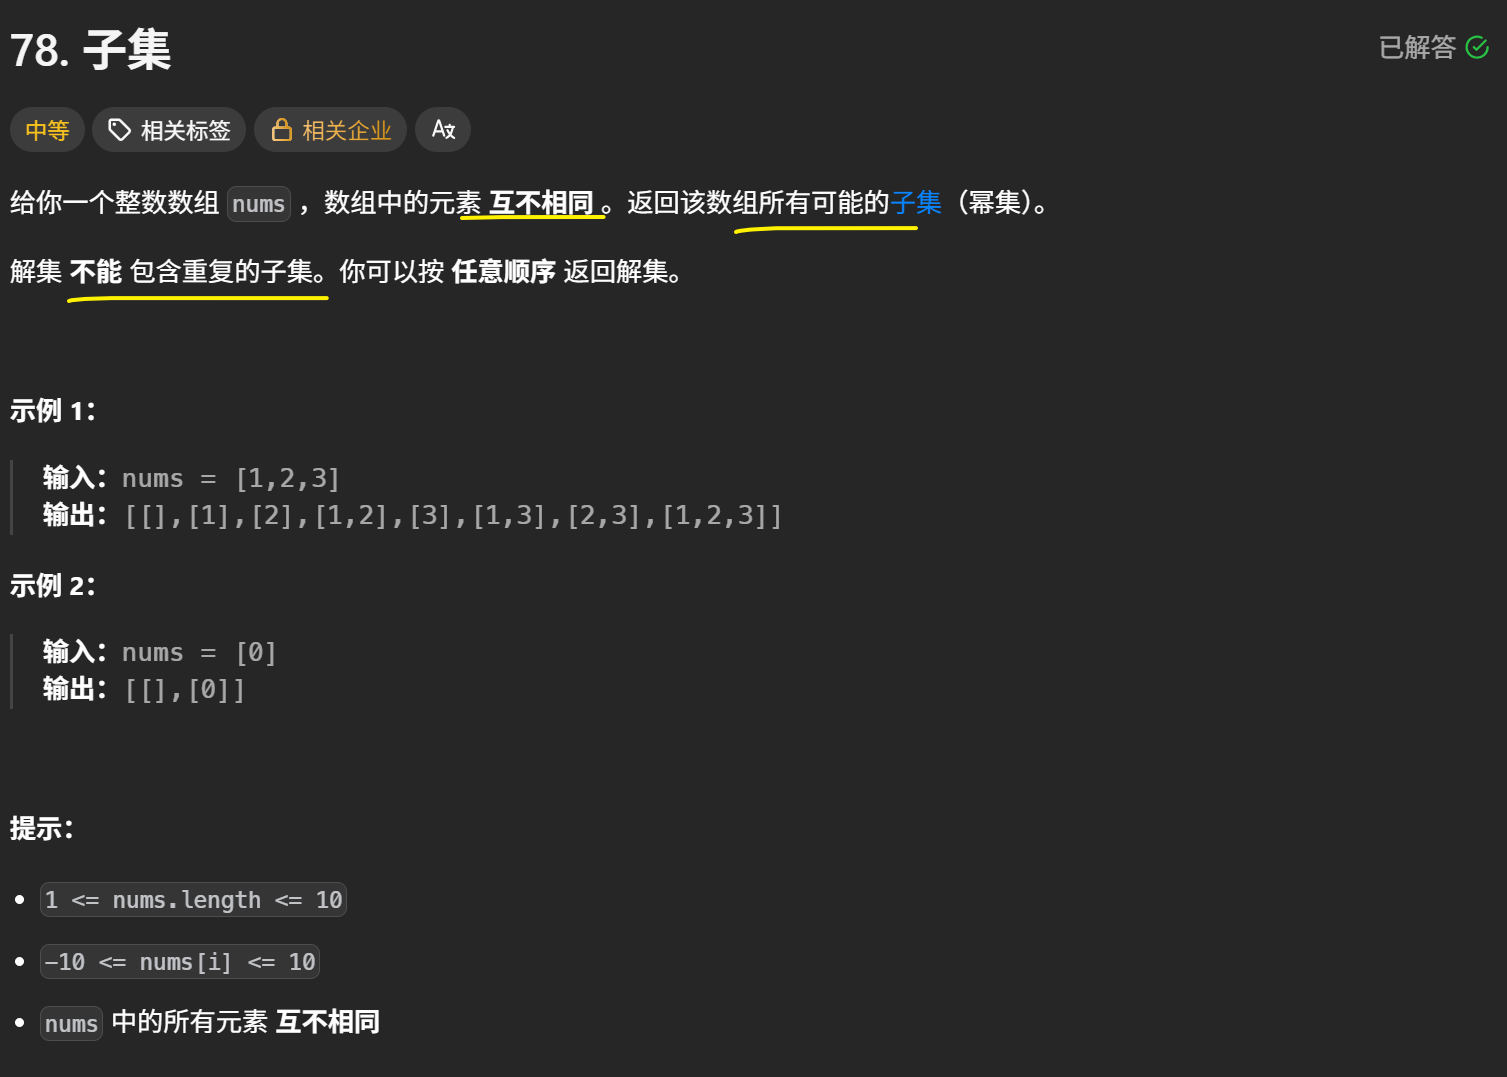 78. 子集
已解答
中等
相关标签
相关企业
给你一个整数数组 nums ，数组中的元素 互不相同 。返回该数组所有可能的子集（幂集）。
解集 不能 包含重复的子集。你可以按 任意顺序 返回解集。
示例 1：
输入：nums = [1,2,3]
输出：[[],[1],[2],[1,2],[3],[1,3],[2,3],[1,2,3]]
示例 2：
输入：nums = [0]
输出：[[],[0]]
提示：
1 <= nums.length <= 10
-10 <= nums[i] <= 10
nums 中的所有元素 互不相同